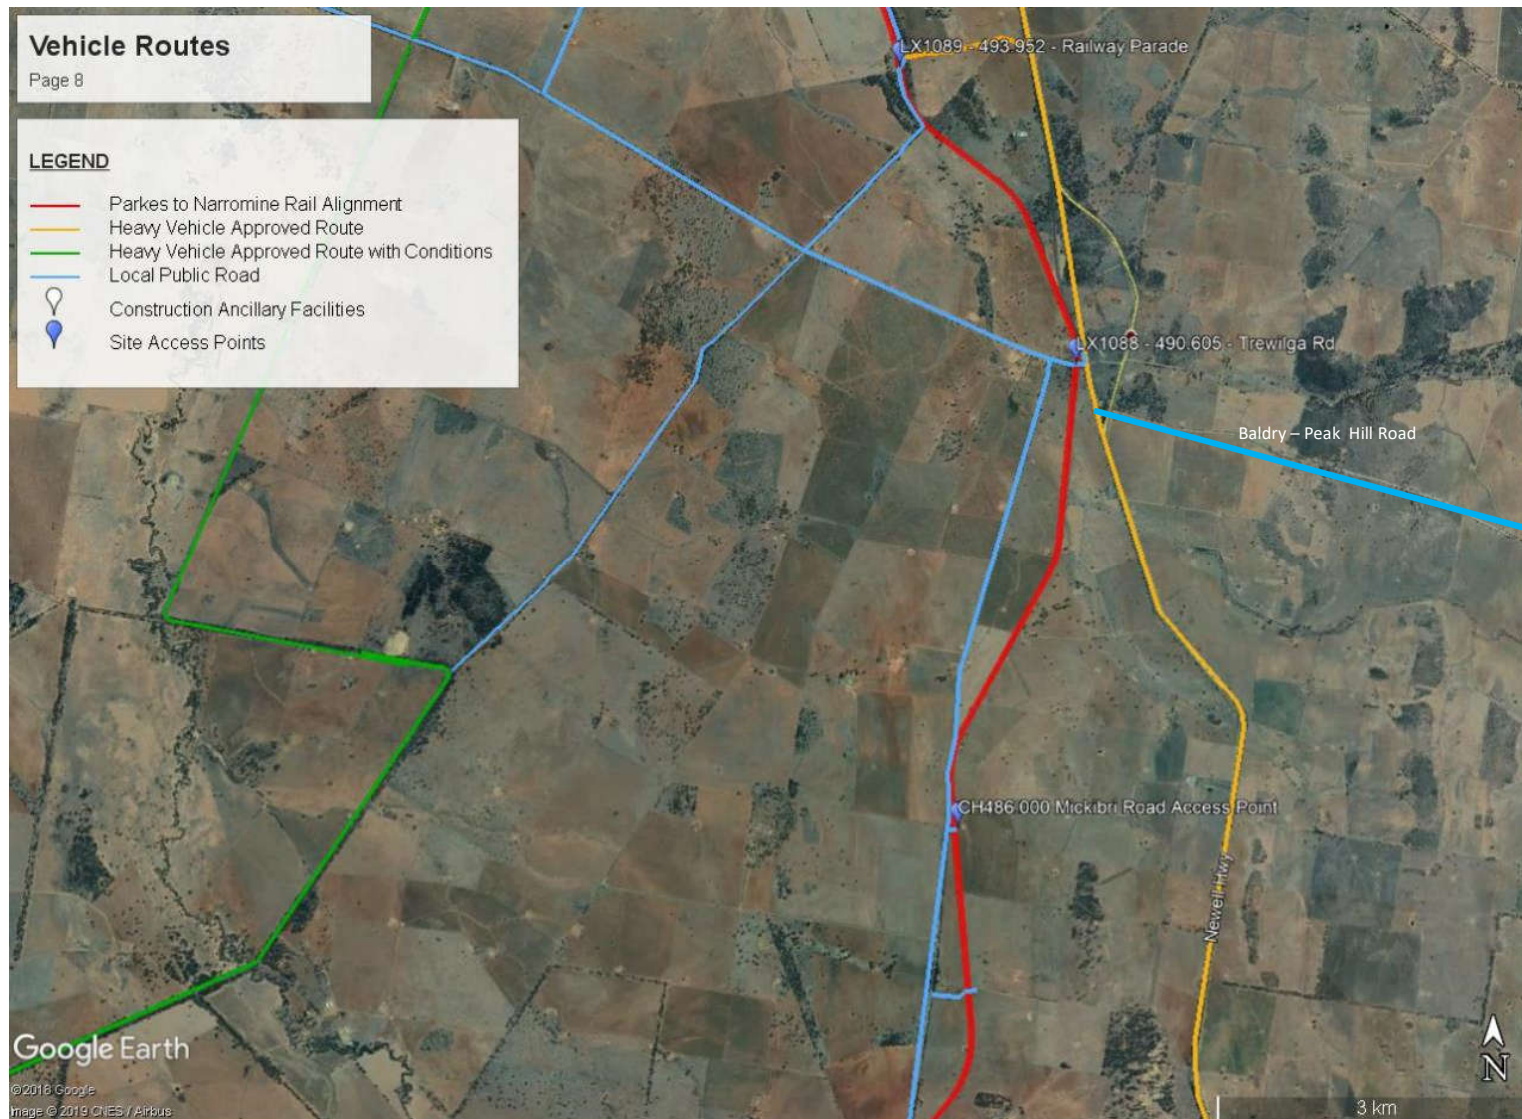 Vehicle Routes
Page 8
LEGEND
Parkes to Narromine Rail Alignment
Heavy Vehicle Approved Route
Heavy Vehicle Approved Route with Conditions
Local Public Road
Construction Ancillary Facilities
Site Access Points
LX1089 - 493.952 - Railway Parade
LX1088 - 490.605 - Trewilga Rd
Baldry – Peak Hill Road
CH486.000 Mickibri Road Access Point
Newell Hwy
Google Earth
©2018 Google
Image © 2019 CNES / Airbus
N
3 km